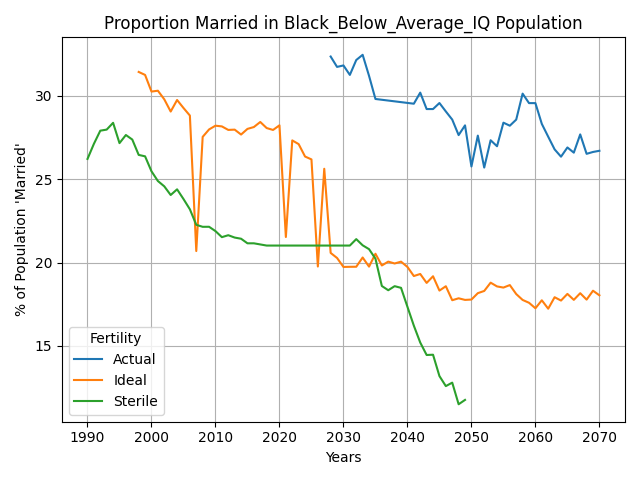 Proportion Married in Black_Below_Average_IQ Population
% of Population 'Married'
30
25
20
15
Fertility
Actual
Ideal
Sterile
1990 2000 2010 2020 2030 2040 2050 2060 2070
Years